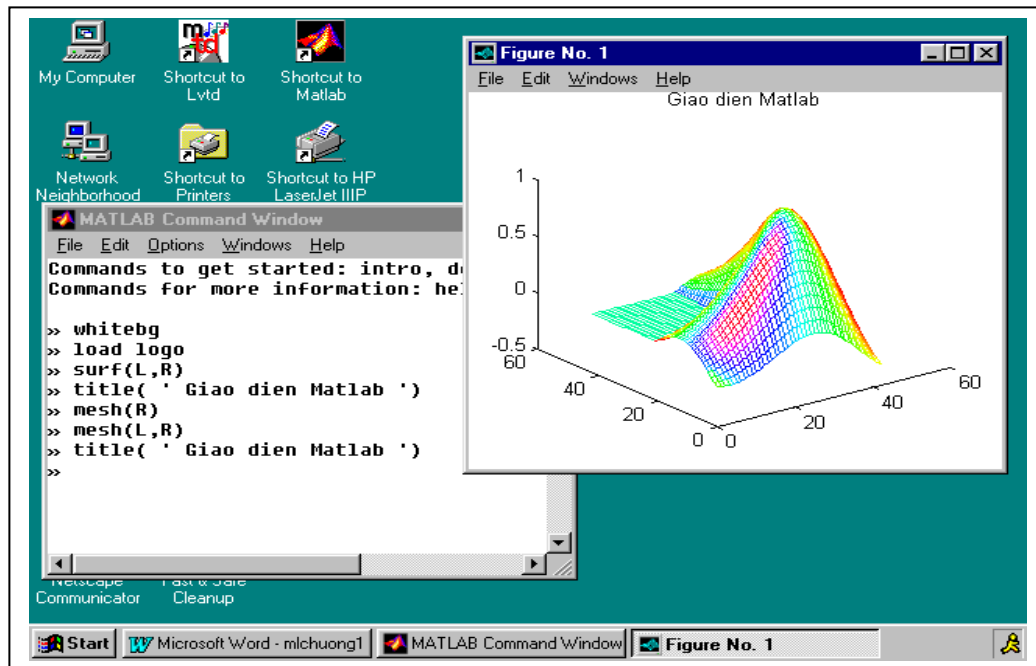 My Computer
Shortcut to
Lvtd
Shortcut to
Matlab
Network
Neighborhood
Shortcut to
Printers
Shortcut to HP
LaserJet IIIP
MATLAB Command Window
File Edit Options Windows Help
Commands to get started: intro,
Commands for more information:
» whitebg
» load logo
» surf(L,R)
» title( ' Giao dien Matlab ')
» mesh(R)
» mesh(L,R)
» title( ' Giao dien Matlab ')
»
Figure No. 1
File Edit Windows Help
Giao dien Matlab
1
0.5
0
-0.5
60
40
20
0
0
20
40
60
Netscape
Communicator
Fast & Safe
Cleanup
Start
Microsoft Word - mlchuong1
MATLAB Command Window
Figure No. 1